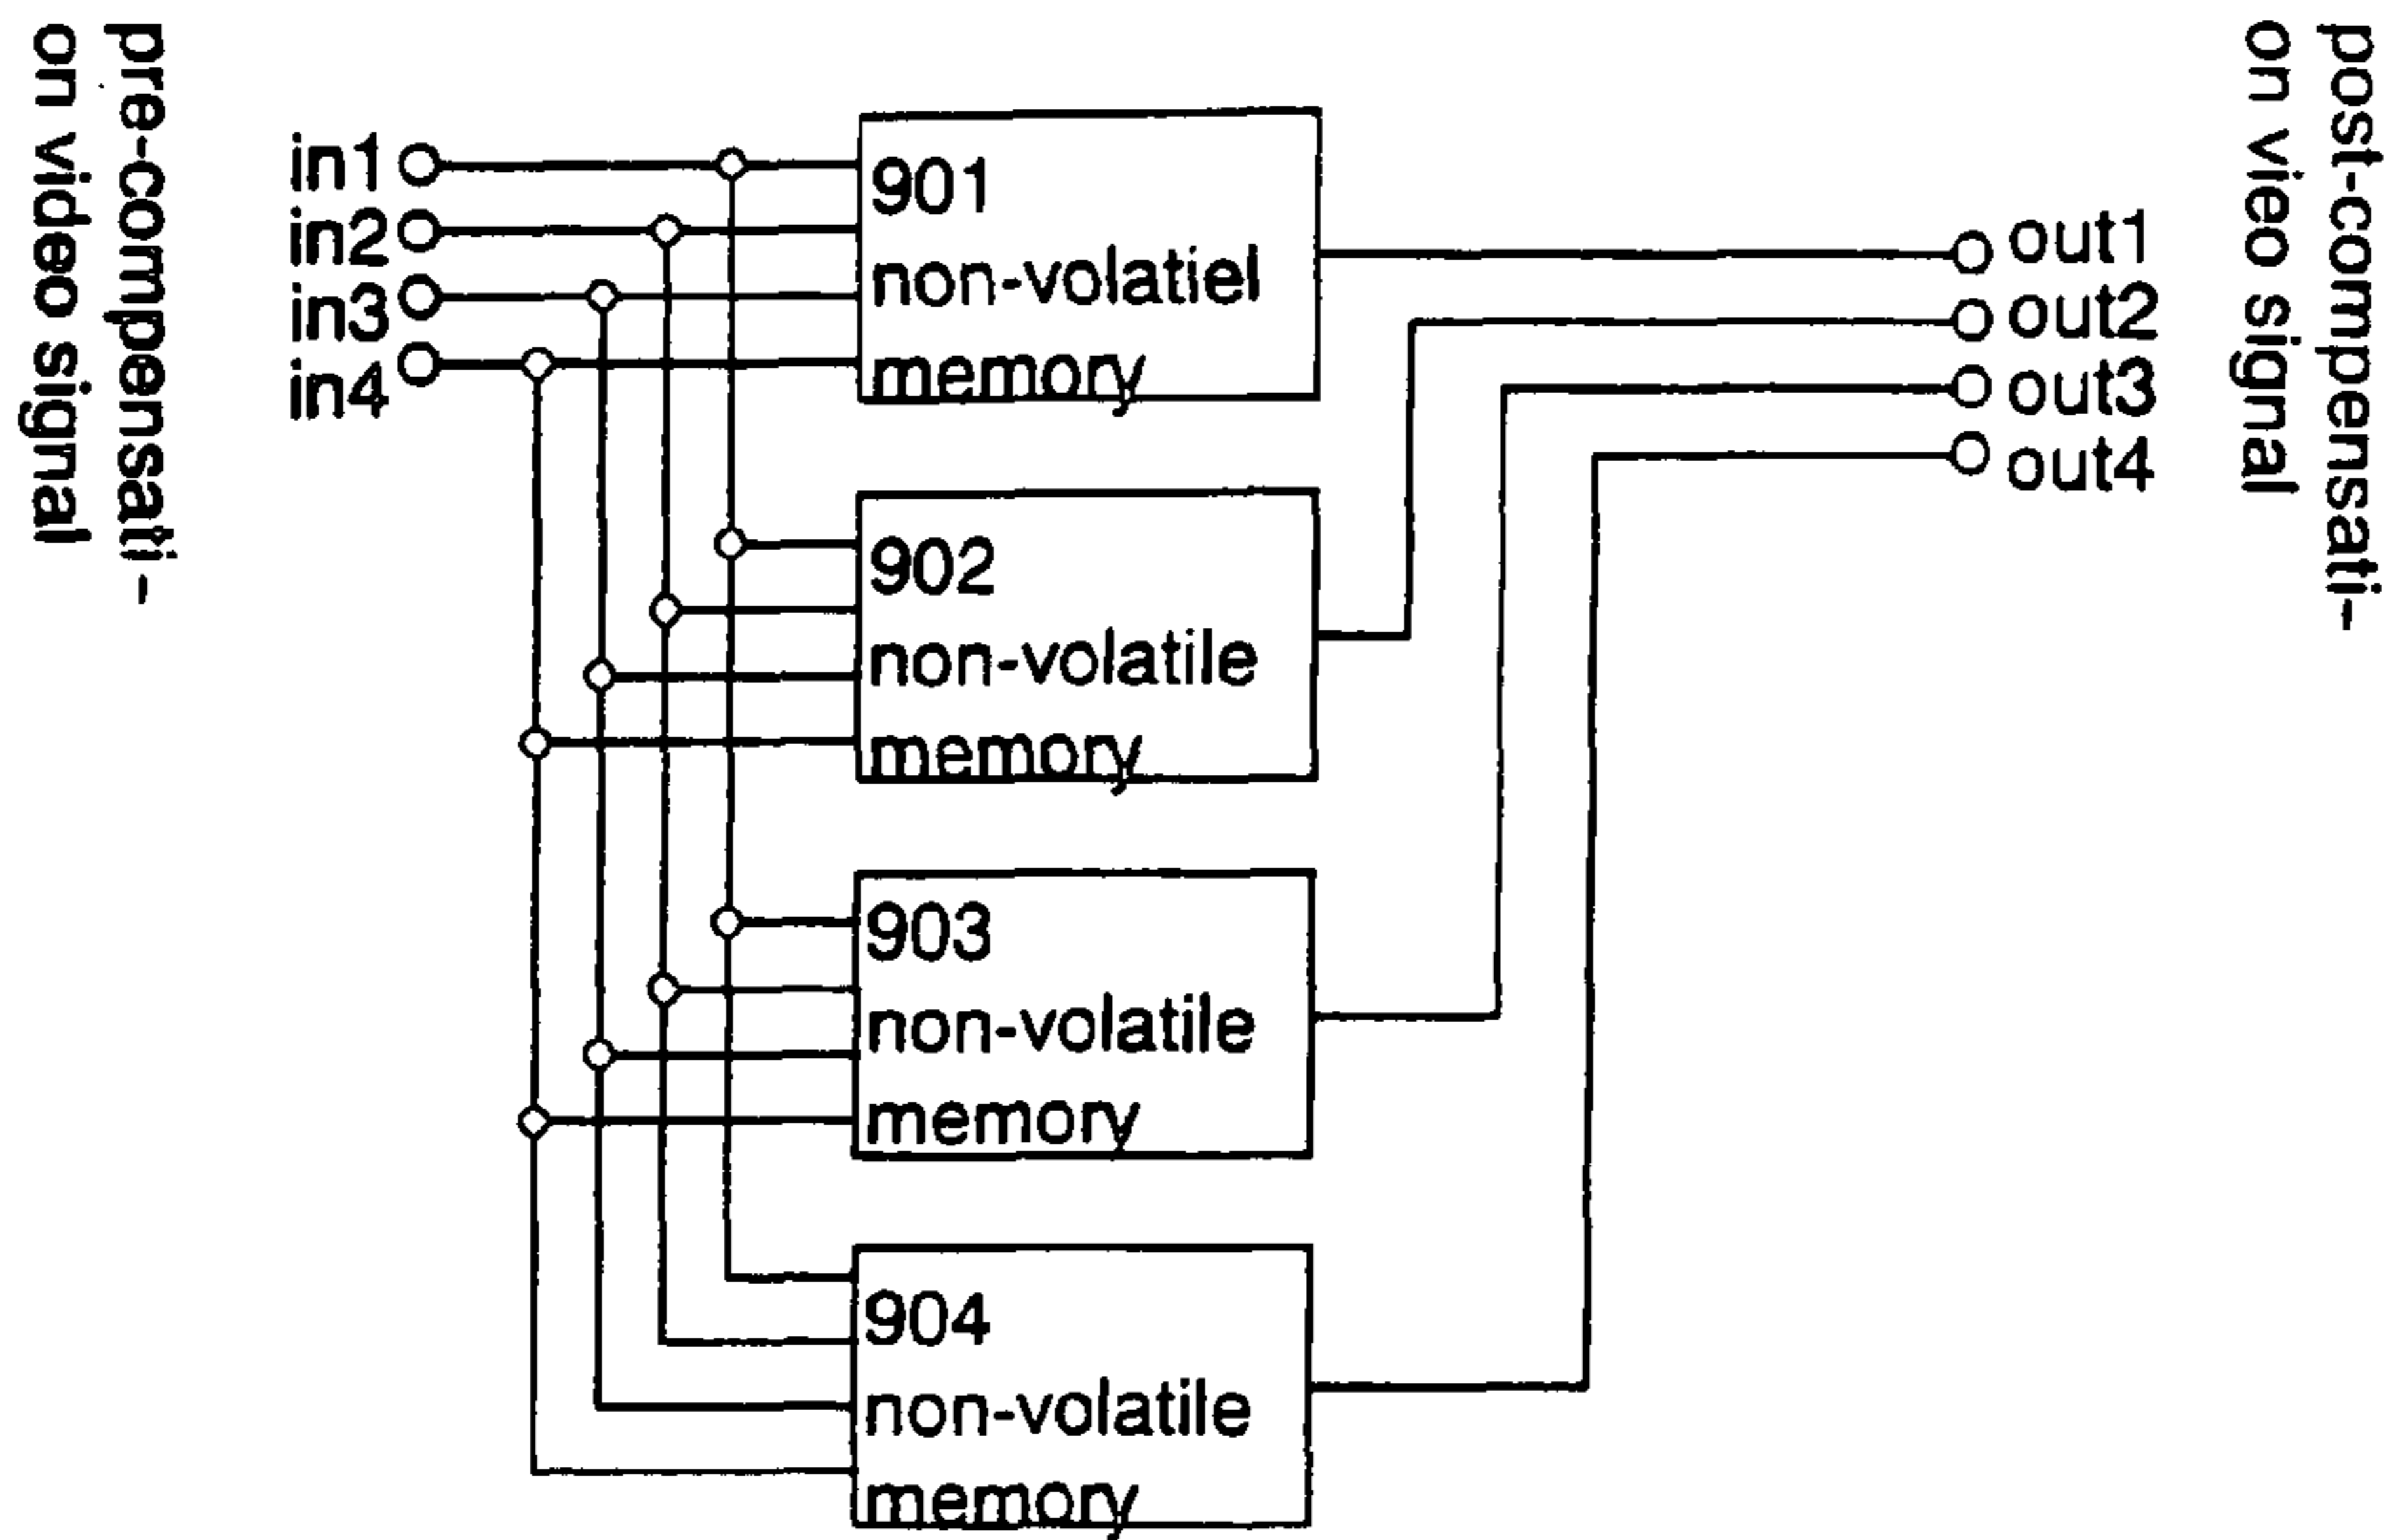 pre-compensati-
on video signal
in1
in2
in3
in4
901
non-volatiel
memory
902
non-volatile
memory
903
non-volatile
memory
904
non-volatile
memory
out1
out2
out3
out4
post-compensati-
on video signal